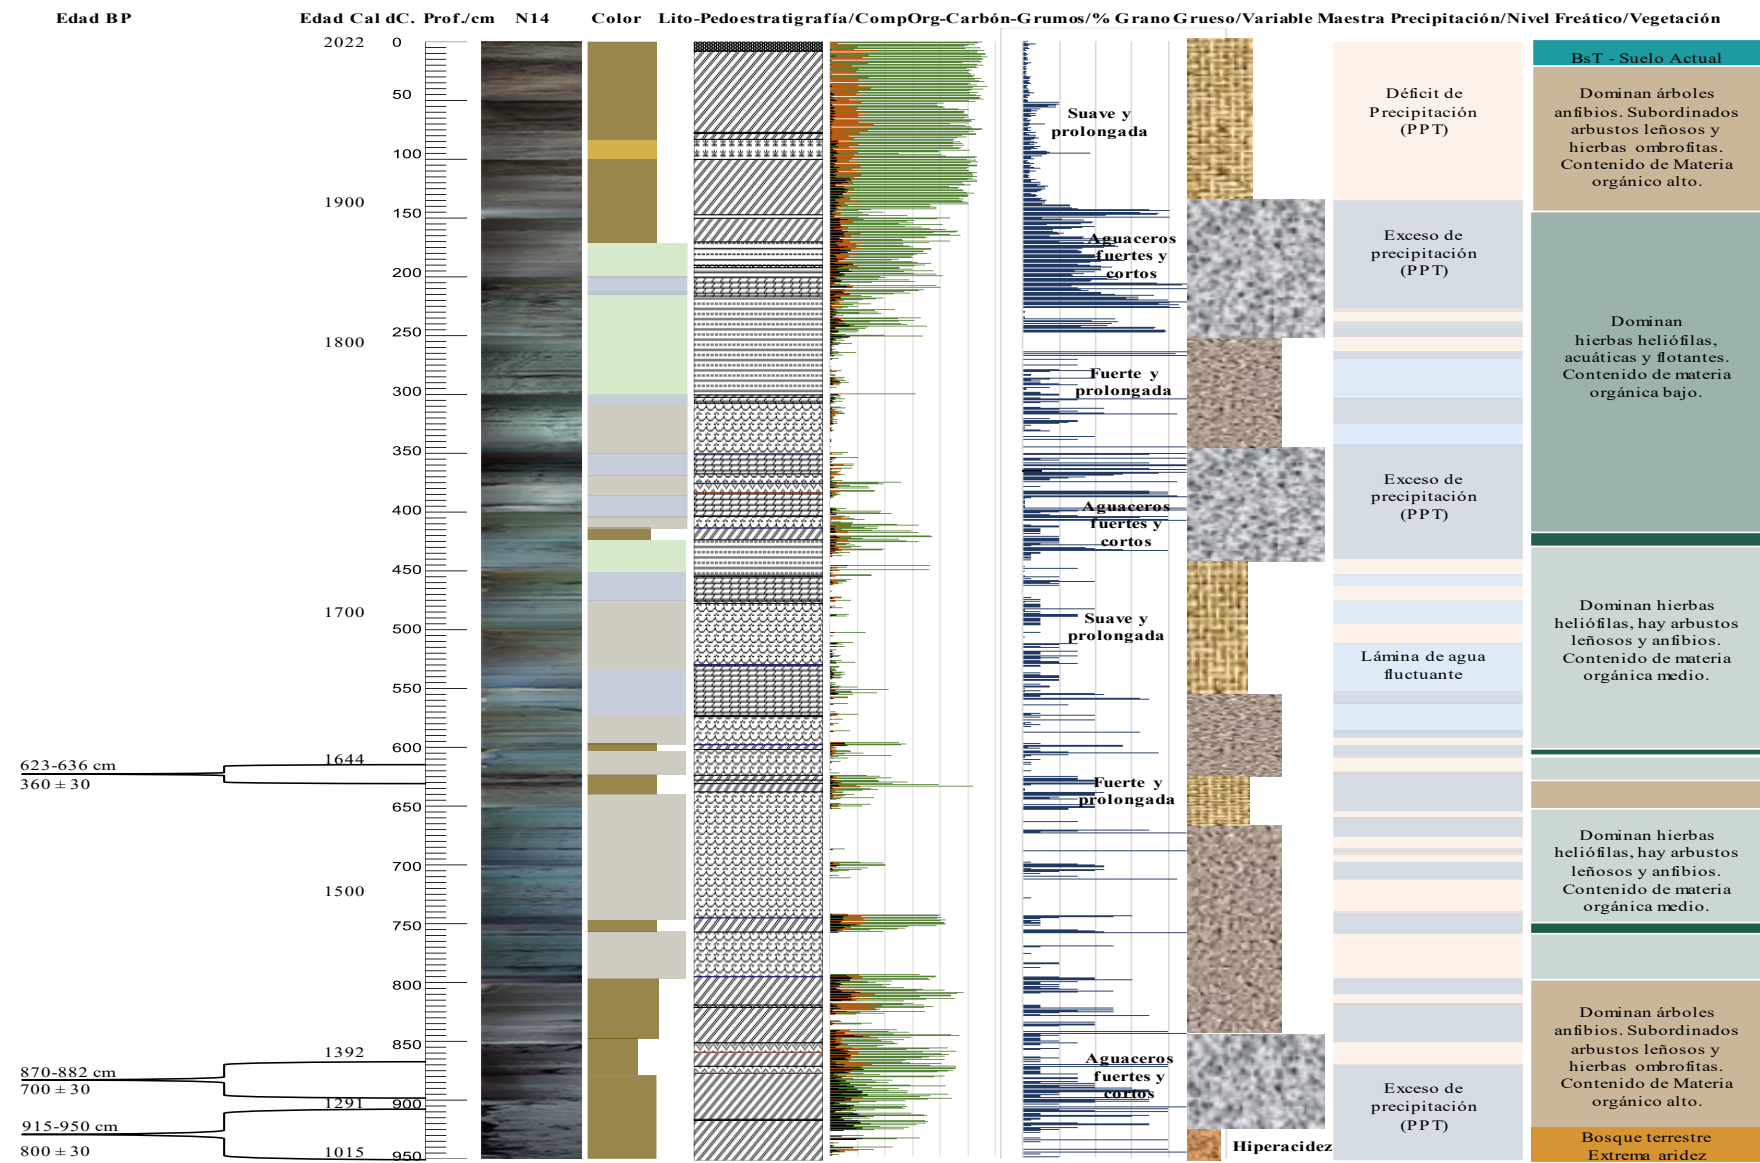 Edad BP Edad Cal dC. Prof./cm N14 Color Lito-Pedoestratigrafía/CompOrg-Carbón-Grumos/% Grano Grueso/Variable Maestra Precipitación/Nivel Freático/Vegetación
2022
1900
1800
1700
1644
1500
1392
1291
1015
0
50
100
150
200
250
300
350
400
450
500
550
600
650
700
750
800
850
900
950
623-636 cm
360 ± 30
870-882 cm
700 ± 30
915-950 cm
800 ± 30
Suave y
prolongada
Aguaceros
fuertes y
cortos
Fuerte y
prolongada
Aguaceros
fuertes y
cortos
Suave y
prolongada
Fuerte y
prolongada
Aguaceros
fuertes y
cortos
Hiperacidez
Déficit de
Precipitación
(PPT)
Exceso de
precipitación
(PPT)
Exceso de
precipitación
(PPT)
Lámina de agua
fluctuante
Exceso de
precipitación
(PPT)
BsT - Suelo Actual
Dominan árboles
anfibios. Subordinados
arbustos leñosos y
hierbas ombrofitas.
Contenido de Materia
orgánico alto.
Dominan
hierbas heliófilas,
acuáticas y flotantes.
Contenido de materia
orgánica bajo.
Dominan hierbas
heliófilas, hay arbustos
leñosos y anfibios.
Contenido de materia
orgánica medio.
Dominan hierbas
heliófilas, hay arbustos
leñosos y anfibios.
Contenido de materia
orgánica medio.
Dominan árboles
anfibios. Subordinados
arbustos leñosos y
hierbas ombrofitas.
Contenido de Materia
orgánico alto.
Bosque terrestre
Extrema aridez